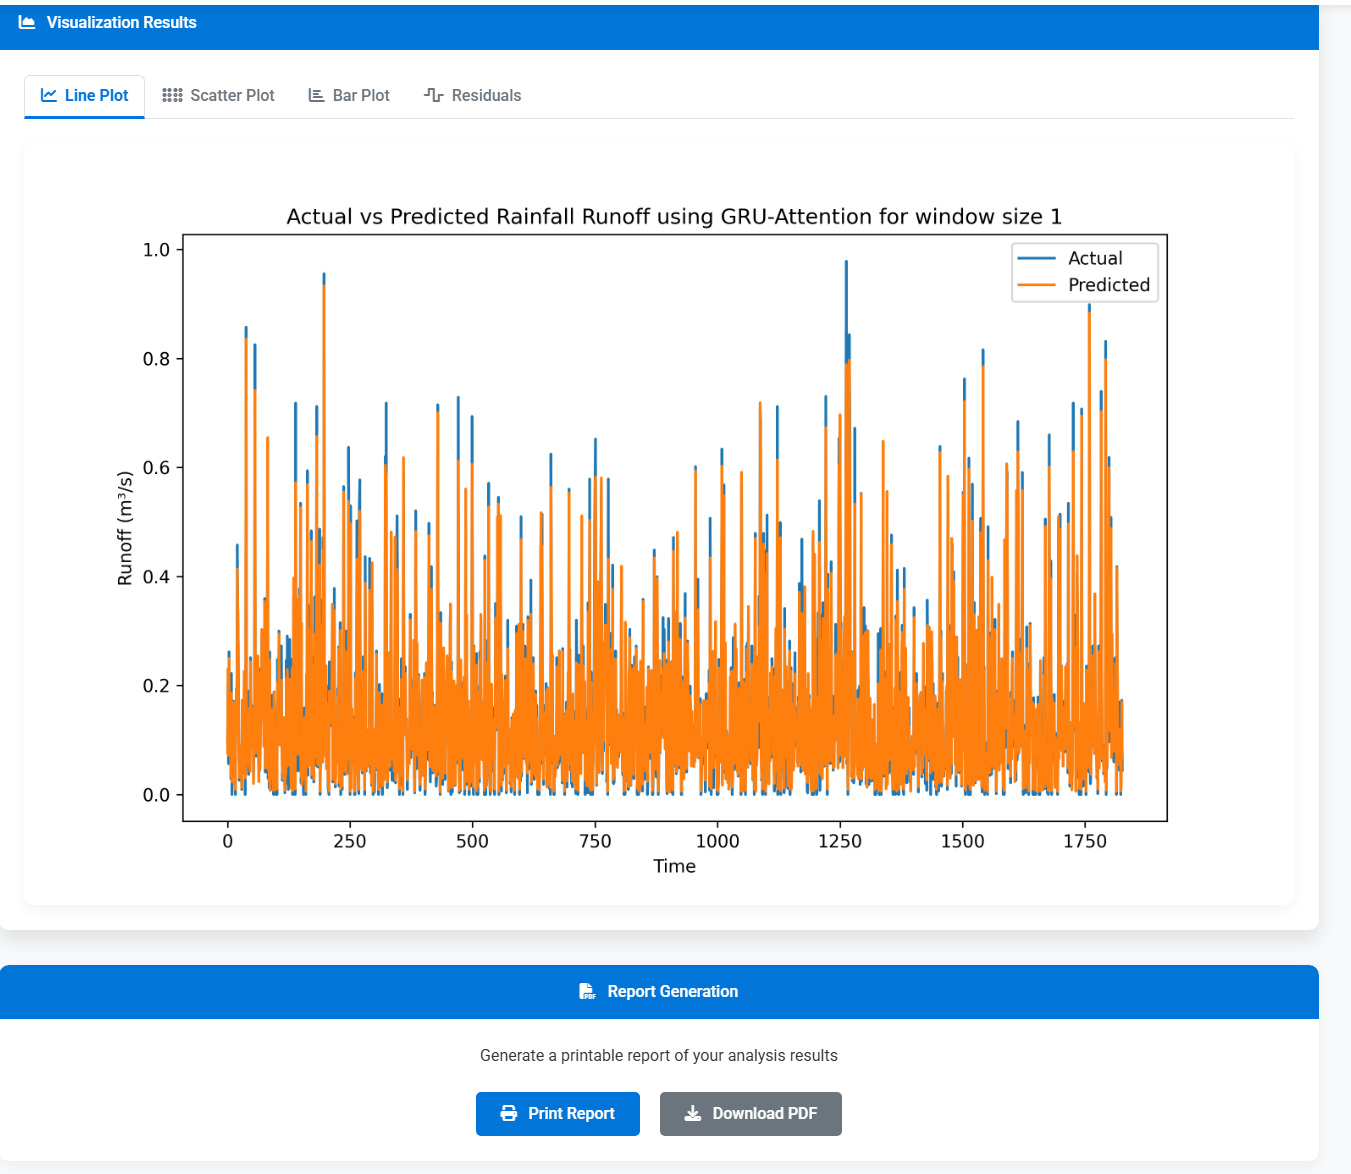 Visualization Results
Line Plot Scatter Plot Bar Plot Residuals
Actual vs Predicted Rainfall Runoff using GRU-Attention for window size 1
Actual
Predicted
Runoff (m³/s)
1.0
0.8
0.6
0.4
0.2
0.0
0 250 500 750 1000 1250 1500 1750
Time
PDF Report Generation
Generate a printable report of your analysis results
Print Report Download PDF